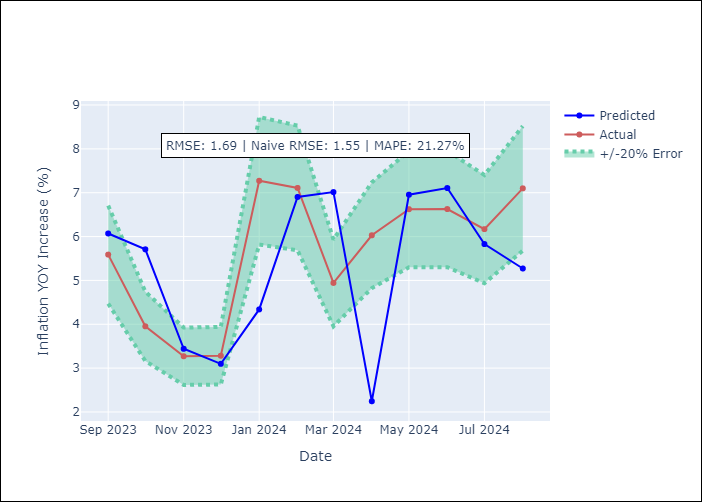 RMSE: 1.69 | Naive RMSE: 1.55 | MAPE: 21.27%
Predicted
Actual
+/-20% Error
Inflation YOY Increase (%)
9
8
7
6
5
4
3
2
Sep 2023
Nov 2023
Jan 2024
Mar 2024
May 2024
Jul 2024
Date